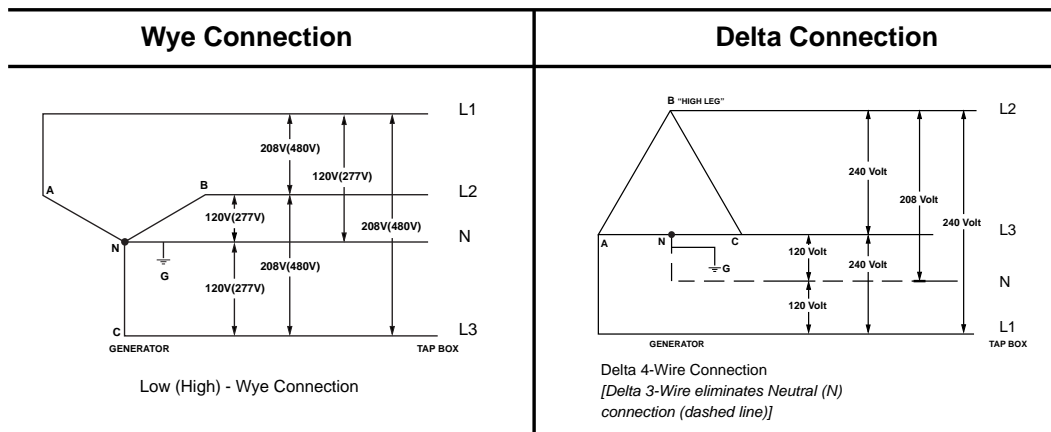 Wye Connection
L1
208V(480V)
120V(277V)
A
B
L2
120V(277V)
208V(480V)
N
N
G
208V(480V)
120V(277V)
C
L3
GENERATOR
TAP BOX
Low (High) - Wye Connection
Delta Connection
B "HIGH LEG"
L2
240 Volt
208 Volt
240 Volt
A
N
C
L3
G
120 Volt
240 Volt
N
120 Volt
L1
GENERATOR
TAP BOX
Delta 4-Wire Connection
[Delta 3-Wire eliminates Neutral (N)
connection (dashed line)]